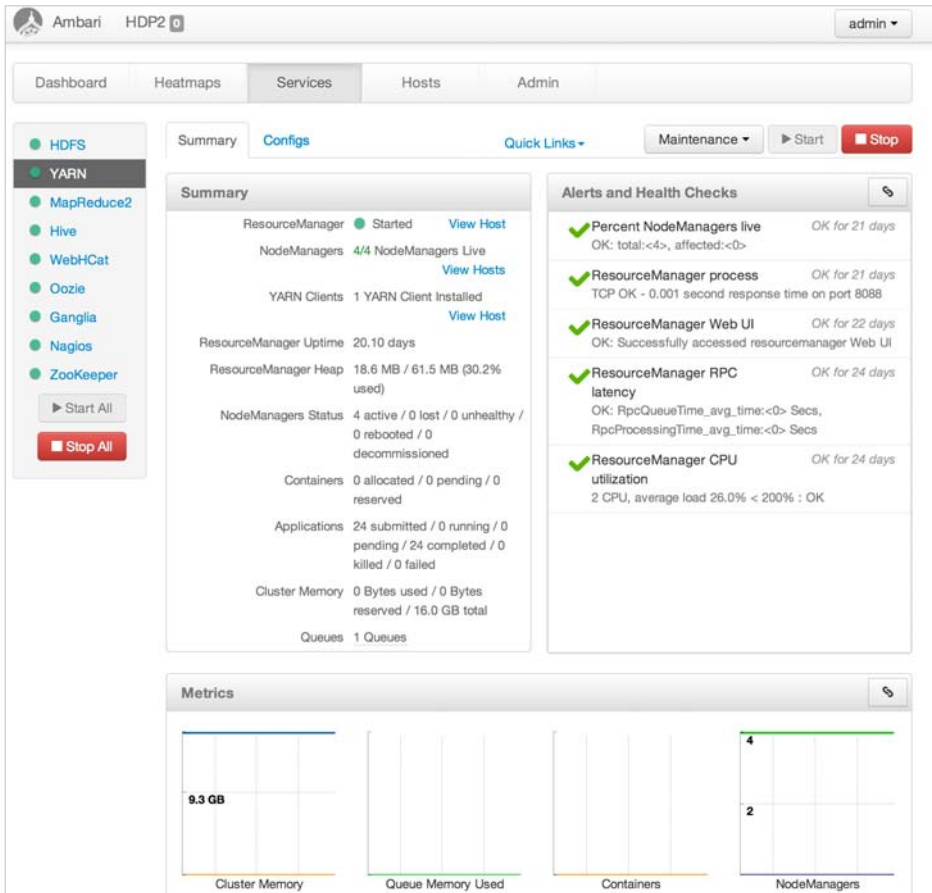 Ambari HDP2 0 admin
Dashboard Heatmaps Services Hosts Admin
HDFS
YARN
MapReduce2
Hive
WebHCat
Oozie
Ganglia
Nagios
ZooKeeper
Start All
Stop All
Summary Configs Quick Links Maintenance Start Stop
Summary
ResourceManager Started View Host
NodeManagers 4/4 NodeManagers Live
View Hosts
YARN Clients 1 YARN Client Installed
View Host
ResourceManager Uptime 20.10 days
ResourceManager Heap 18.6 MB / 61.5 MB (30.2%
used)
NodeManagers Status 4 active / 0 lost / 0 unhealthy /
0 rebooted / 0
decommissioned
Containers 0 allocated / 0 pending / 0
reserved
Applications 24 submitted / 0 running / 0
pending / 24 completed / 0
killed / 0 failed
Cluster Memory 0 Bytes used / 0 Bytes
reserved / 16.0 GB total
Queues 1 Queues
Alerts and Health Checks
Percent NodeManagers live OK for 21 days
OK: total:<4>, affected:<0>
ResourceManager process OK for 21 days
TCP OK - 0.001 second response time on port 8088
ResourceManager Web UI OK for 22 days
OK: Successfully accessed resourcemanager Web UI
ResourceManager RPC OK for 24 days
latency
OK: RpcQueueTime_avg_time:<0> Secs,
RpcProcessingTime_avg_time:<0> Secs
ResourceManager CPU OK for 24 days
utilization
2 CPU, average load 26.0% < 200% : OK
Metrics
9.3 GB
Cluster Memory
Queue Memory Used
Containers
4
2
NodeManagers